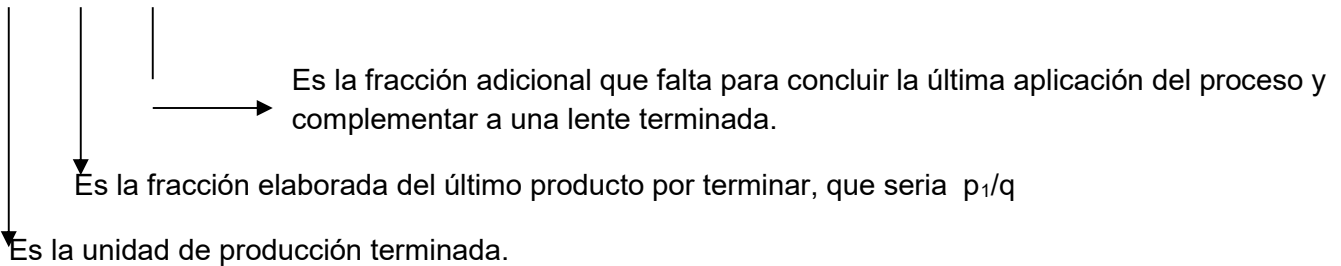 Es la fracción adicional que falta para concluir la última aplicación del proceso y
complementar a una lente terminada.
Es la fracción elaborada del último producto por terminar, que seria  p₁/q
Es la unidad de producción terminada.